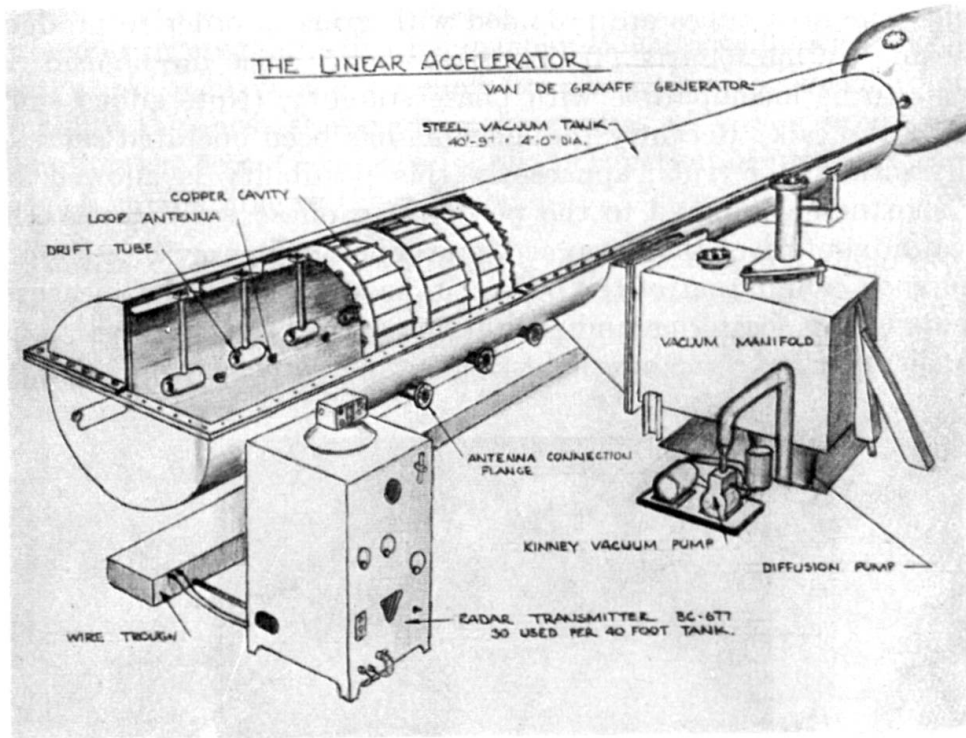 THE LINEAR ACCELERATOR
VAN DE GRAAFF GENERATOR
STEEL VACUUM TANK
40'-9" 4'-0" DIA.
COPPER CAVITY
LOOP ANTENNA
DRIFT TUBE
VACUUM MANIFOLD
ANTENNA CONNECTION
FLANGE
KINNEY VACUUM PUMP
DIFFUSION PUMP
WIRE TROUGH
RADAR TRANSMITTER BC-677
30 USED PER 40 FOOT TANK.